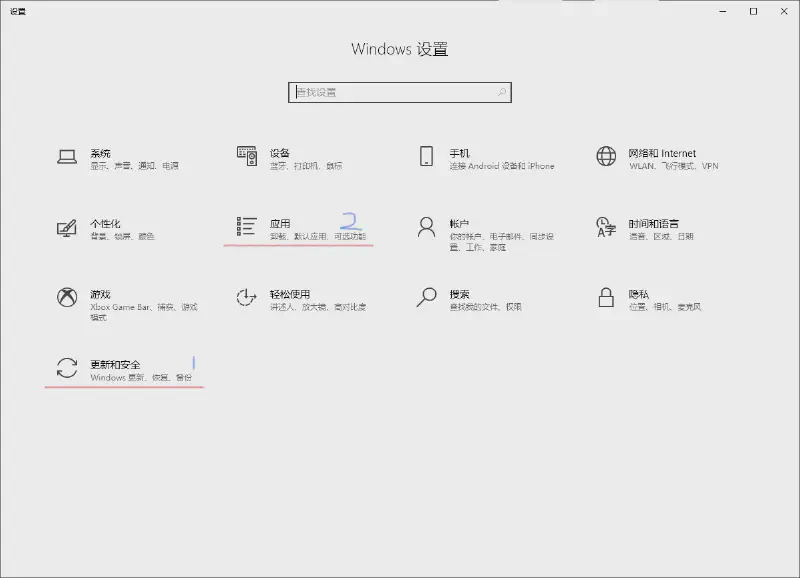 设置
Windows 设置
查找设置
系统
显示、声音、通知、电源
设备
蓝牙、打印机、鼠标
手机
连接 Android 设备和 iPhone
网络和 Internet
WLAN、飞行模式、VPN
个性化
背景、锁屏、颜色
应用
2
卸载、默认应用、可选功能
帐户
你的帐户、电子邮件、同步设
置、工作、家庭
时间和语言
语音、区域、日期
游戏
Xbox Game Bar、捕获、游戏
模式
轻松使用
讲述人、放大镜、高对比度
搜索
查找我的文件、权限
隐私
位置、相机、麦克风
更新和安全
1
Windows 更新、恢复、备份